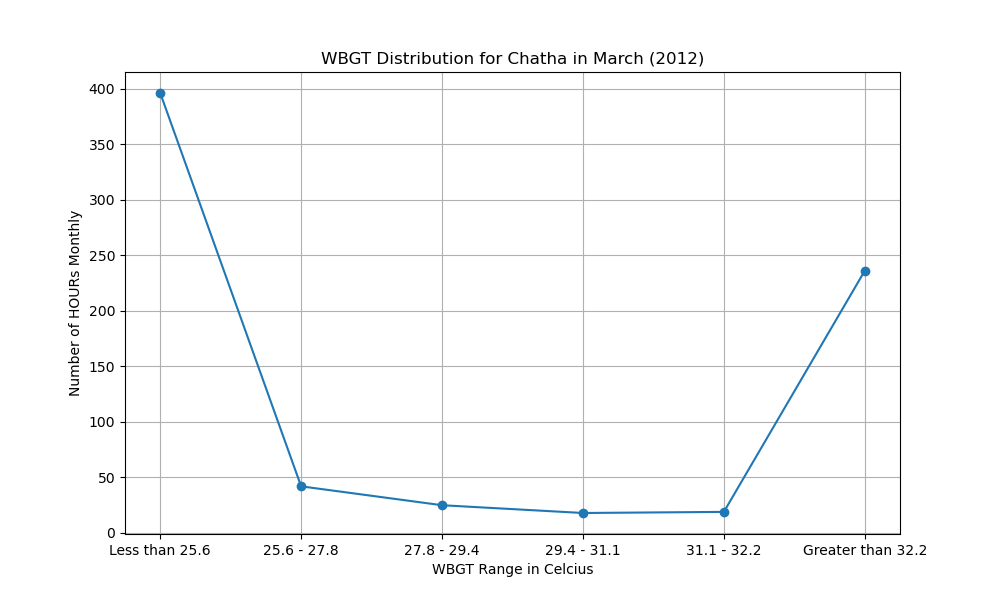 WBGT Distribution for Chatha in March (2012)
Number of HOURs Monthly
400
350
300
250
200
150
100
50
0
Less than 25.6 25.6 - 27.8 27.8 - 29.4 29.4 - 31.1 31.1 - 32.2 Greater than 32.2
WBGT Range in Celcius